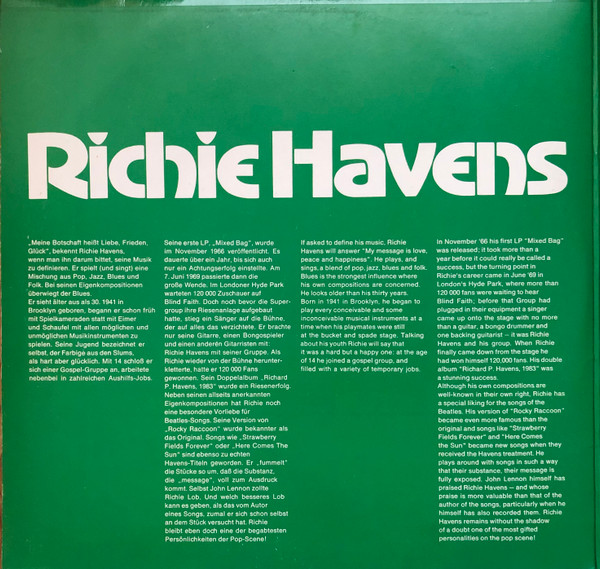 Richie Havens
„Meine Botschaft heißt Liebe, Frieden,
Glück", bekennt Richie Havens,
wenn man ihn darum bittet, seine Musik
zu definieren. Er spielt (und singt) eine
Mischung aus Pop, Jazz, Blues und
Folk. Bei seinen Eigenkompositionen
überwiegt der Blues.
Er sieht älter aus als 30. 1941 in
Brooklyn geboren, begann er schon früh
mit Spielkameraden statt mit Eimer
und Schaufel mit allen möglichen und
unmöglichen Musikinstrumenten zu
spielen. Seine Jugend bezeichnet er
selbst, der Farbige aus den Slums,
als hart aber glücklich. Mit 14 schloß er
sich einer Gospel-Gruppe an, arbeitete
nebenbei in zahlreichen Aushilfs-Jobs.
Seine erste LP, „Mixed Bag", wurde
im November 1966 veröffentlicht. Es
dauerte über ein Jahr, bis sich auch
nur ein Achtungserfolg einstellte. Am
7. Juni 1969 passierte dann die
große Wende. Im Londoner Hyde Park
warteten 120 000 Zuschauer auf
Blind Faith. Doch noch bevor die Super-
group ihre Riesenanlage aufgebaut
hatte, stieg ein Sänger auf die Bühne,
der auf alles das verzichtete. Er brachte
nur seine Gitarre, einen Bongospieler
und einen anderen Gitarristen mit
Richie Havens mit seiner Gruppe. Als
Richie wieder von der Bühne herunter-
kletterte, hatte er 120 000 Fans
gewonnen. Sein Doppelalbum „Richard
P. Havens, 1983" wurde ein Riesenerfolg.
Neben seinen allseits anerkannten
Eigenkompositionen hat Richie noch
eine besondere Vorliebe für
Beatles-Songs. Seine Version von
„Rocky Raccoon" wurde bekannter als
das Original. Songs wie „Strawberry
Fields Forever" oder „Here Comes The
Sun" sind ebenso zu echten
Havens-Titeln geworden. Er „fummelt"
die Stücke so um, daß die Substanz,
die „message", voll zum Ausdruck
kommt. Selbst John Lennon zollte
Richie Lob. Und welch besseres Lob
kann es geben, als das vom Autor
eines Songs, zumal er sich schon selbst
an dem Stück versucht hat. Richie
bleibt eben doch eine der begabtesten
Persönlichkeiten der Pop-Scene!
If asked to define his music, Richie
Havens will answer "My message is love,
peace and happiness". He plays, and
sings, a blend of pop, jazz, blues and folk.
Blues is the strongest influence where
his own compositions are concerned.
He looks older than his thirty years.
Born in 1941 in Brooklyn, he began to
play every conceivable and some
inconceivable musical instruments at a
time when his playmates were still
at the bucket and spade stage. Talking
about his youth Richie will say that
it was a hard but a happy one: at the age
of 14 he joined a gospel group, and
filled with a variety of temporary jobs.
in November '66 his first LP "Mixed Bag"
was released; it took more than a
year before it could really be called a
success, but the turning point in
Richie's career came in June '69 in
London's Hyde Park, where more than
120 000 fans were waiting to hear
Blind Faith; before that Group had
plugged in their equipment a singer
came up onto the stage with no more
than a guitar, a bongo drummer and
one backing guitarist – it was Richie
Havens and his group. When Richie
finally came down from the stage he
had won himself 120,000 fans. His double
album "Richard P. Havens, 1983" was
a stunning success.
Although his own compositions are
well-known in their own right, Richie has
a special liking for the songs of the
Beatles. His version of "Rocky Raccoon"
became even more famous than the
original and songs like "Strawberry
Fields Forever" and "Here Comes
the Sun" became new songs when they
received the Havens treatment. He
plays around with songs in such a way
that their substance, their message is
fully exposed. John Lennon himself has
praised Richie Havens – and whose
praise is more valuable than that of the
author of the songs, particularly when he
himself has also recorded them. Richie
Havens remains without the shadow
of a doubt one of the most gifted
personalities on the pop scene!